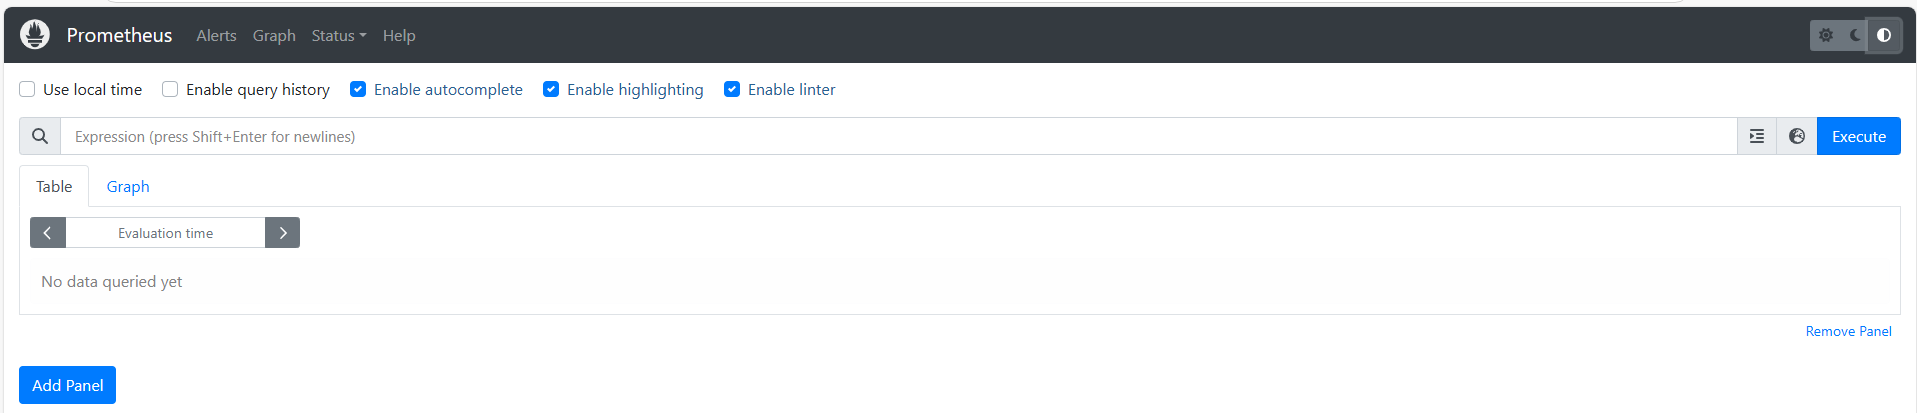 Prometheus Alerts Graph Status Help
Use local time Enable query history Enable autocomplete Enable highlighting Enable linter
Expression (press Shift+Enter for newlines) Execute
Table Graph
Evaluation time
No data queried yet
Remove Panel
Add Panel